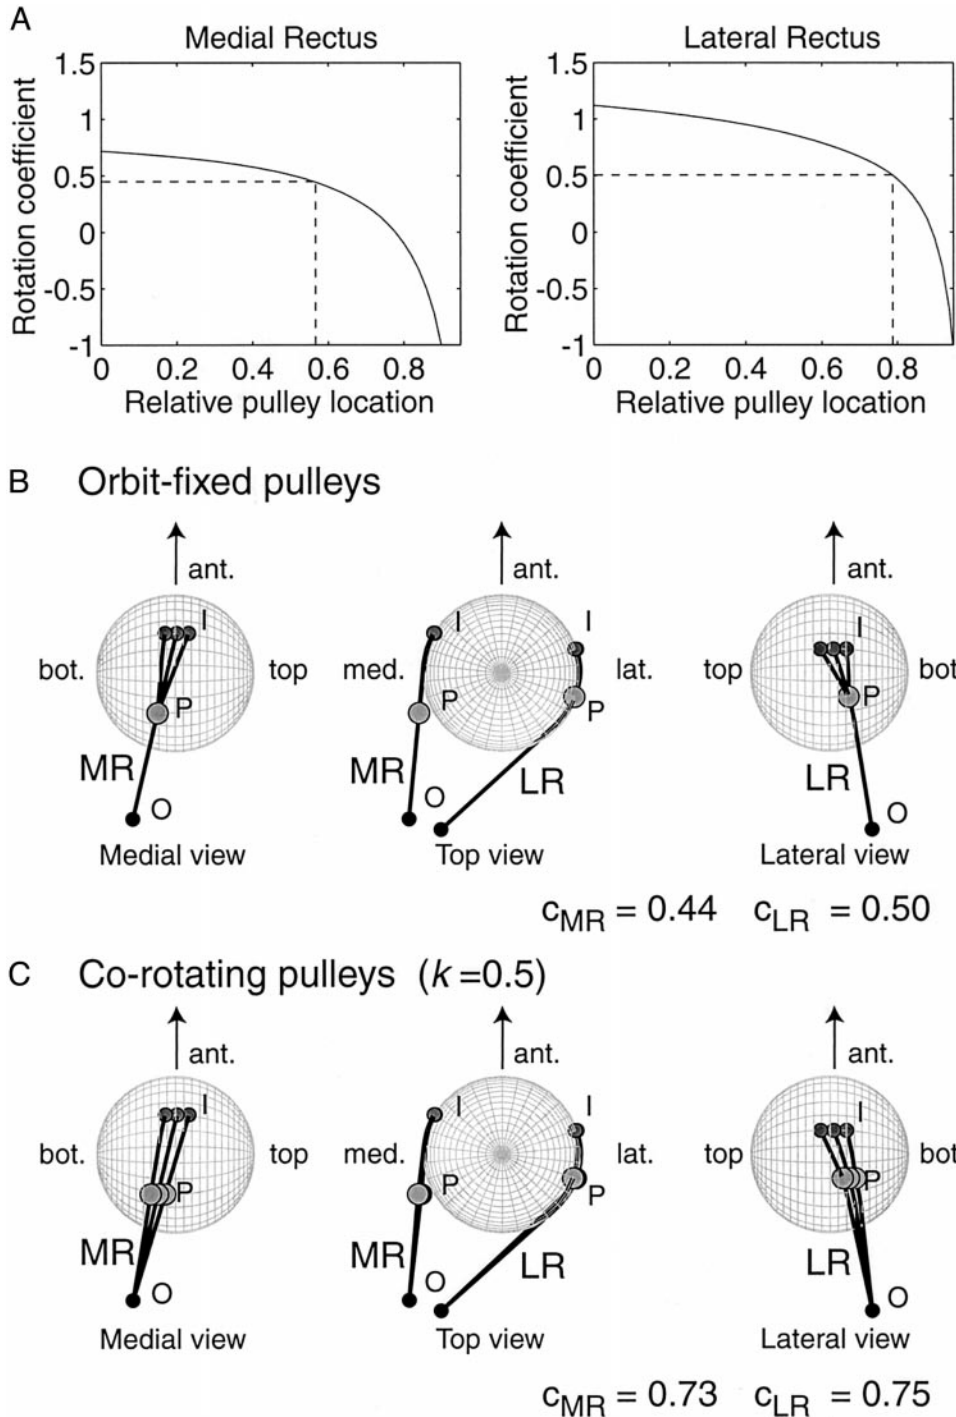 A
Medial Rectus
Lateral Rectus
Rotation coefficient
1.5
1
0.5
0
-0.5
-1
0 0.2 0.4 0.6 0.8
Relative pulley location
Rotation coefficient
1.5
1
0.5
0
-0.5
-1
0 0.2 0.4 0.6 0.8
Relative pulley location
B Orbit-fixed pulleys
ant.
I
bot.
top
P
MR
O
Medial view
ant.
I
I
med.
lat.
P
P
MR
LR
O
Top view
ant.
I
top
bot
P
LR
O
Lateral view
cMR = 0.44 cLR = 0.50
C Co-rotating pulleys (k=0.5)
ant.
I
bot.
top
P
MR
O
Medial view
ant.
I
I
med.
lat.
P
P
MR
LR
O
Top view
ant.
I
top
bot
P
LR
O
Lateral view
cMR = 0.73 cLR = 0.75